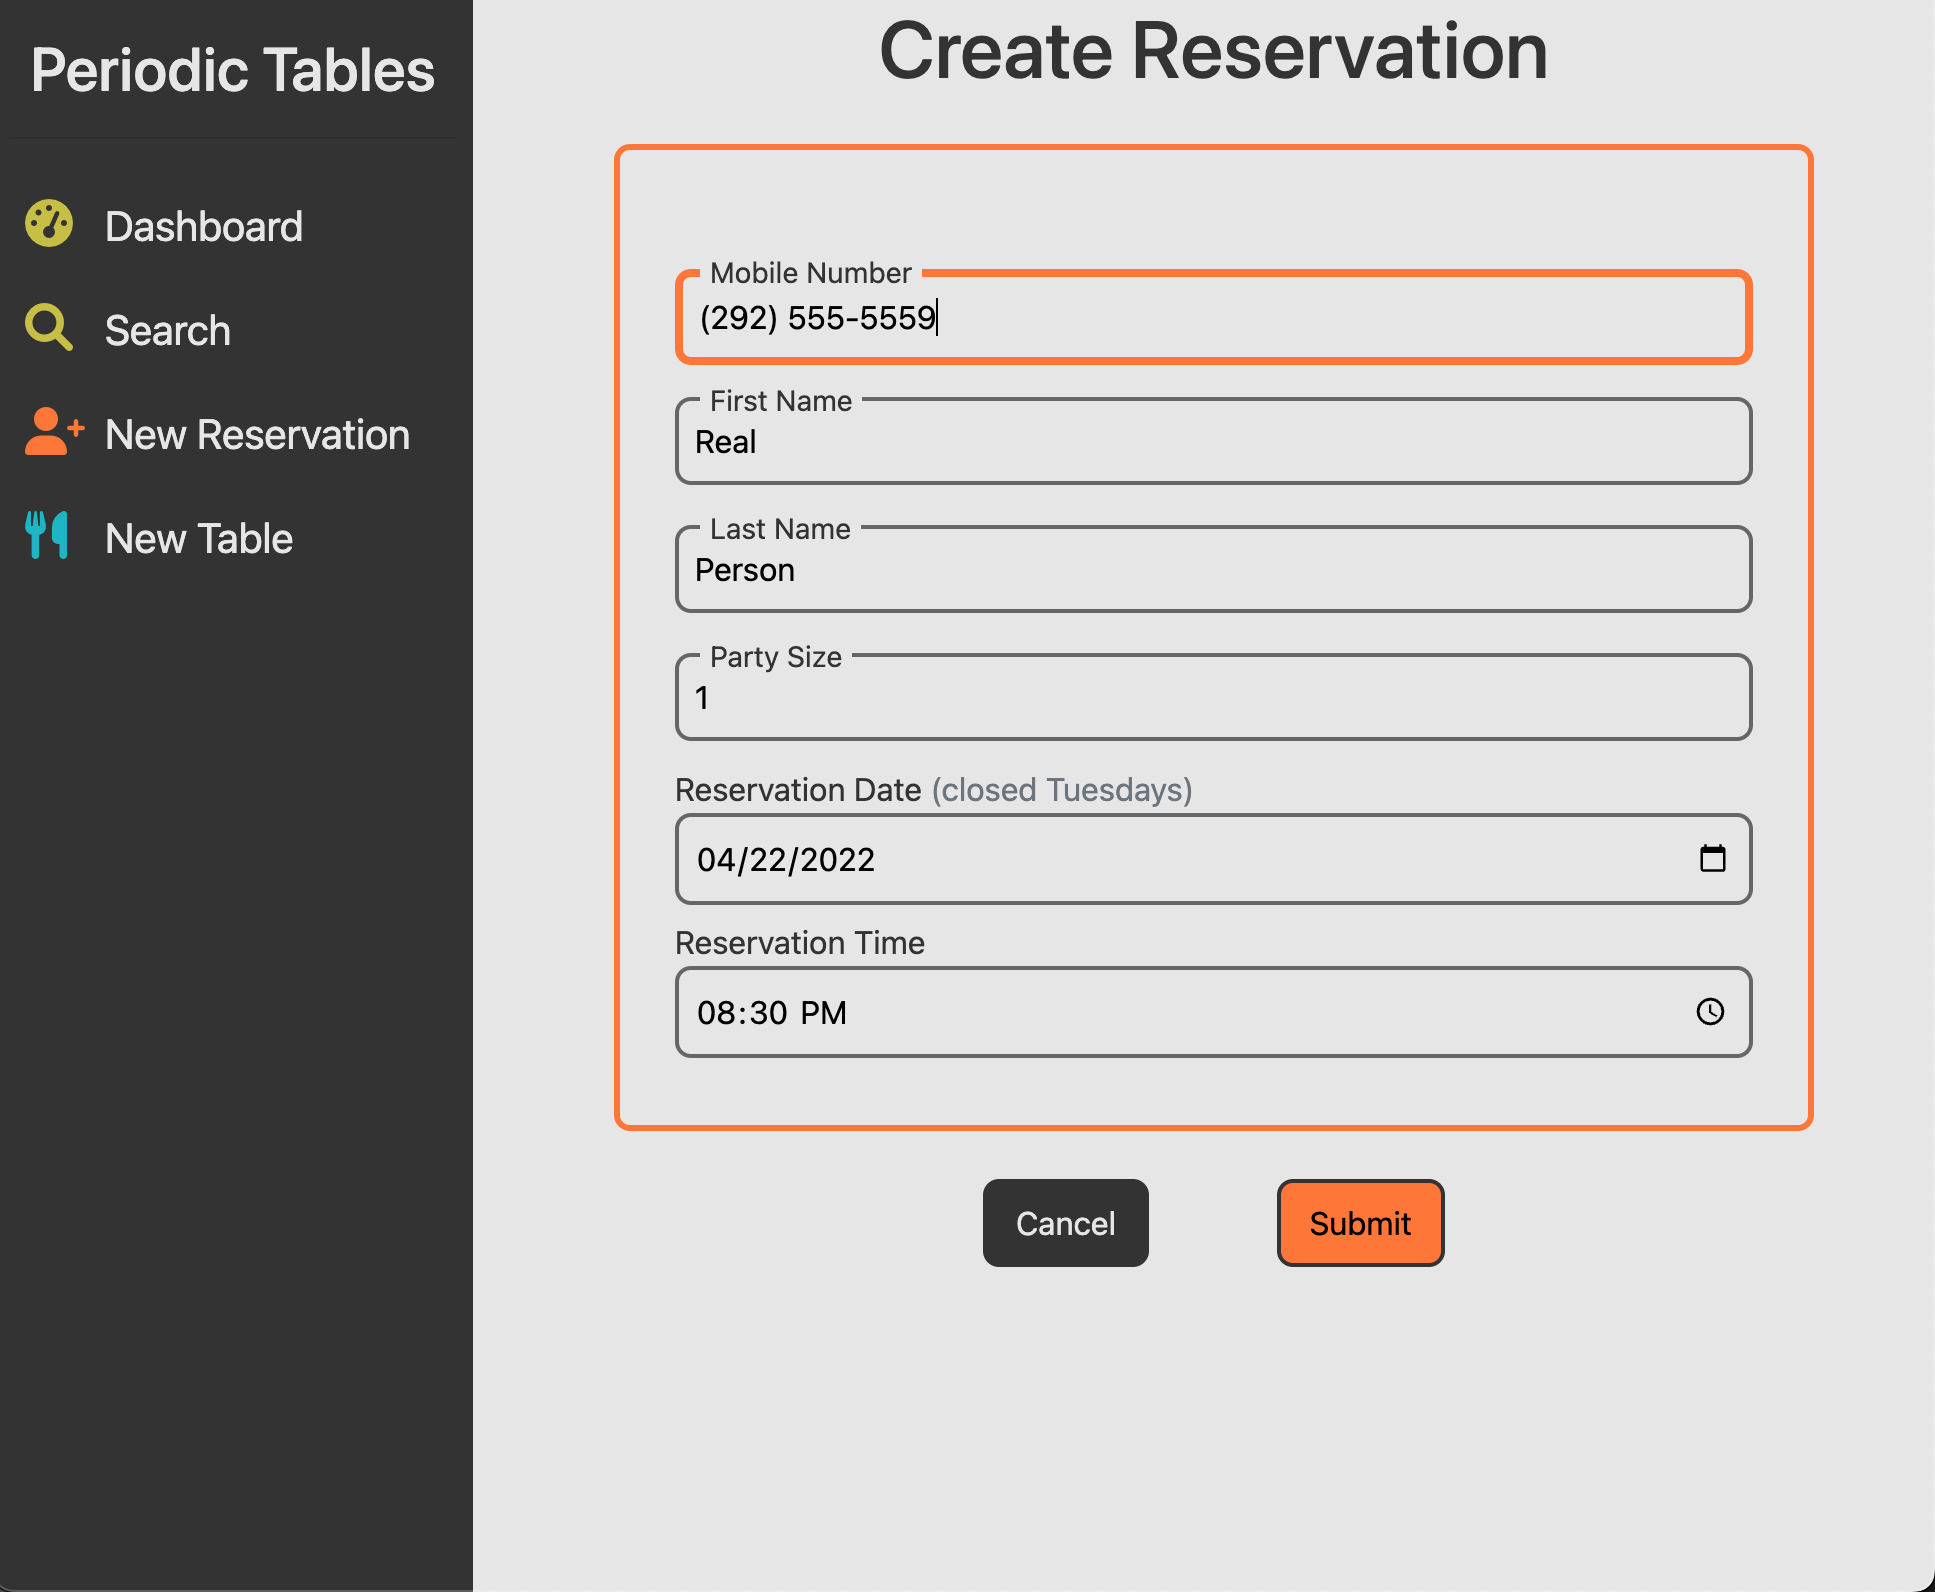 Periodic Tables
Dashboard
Search
New Reservation
New Table
Create Reservation
Mobile Number
(292) 555-5559
First Name
Real
Last Name
Person
Party Size
1
Reservation Date (closed Tuesdays)
04/22/2022
Reservation Time
08:30 PM
Cancel
Submit